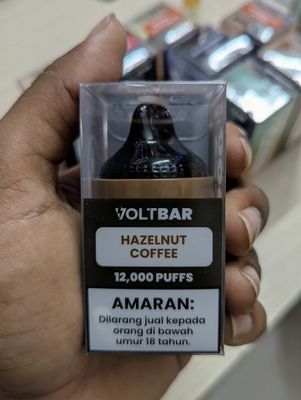 VOLTBAR
HAZELNUT
COFFEE
12,000 PUFFS
AMARAN:
Dilarang jual kepada
orang di bawah
umur 18 tahun.